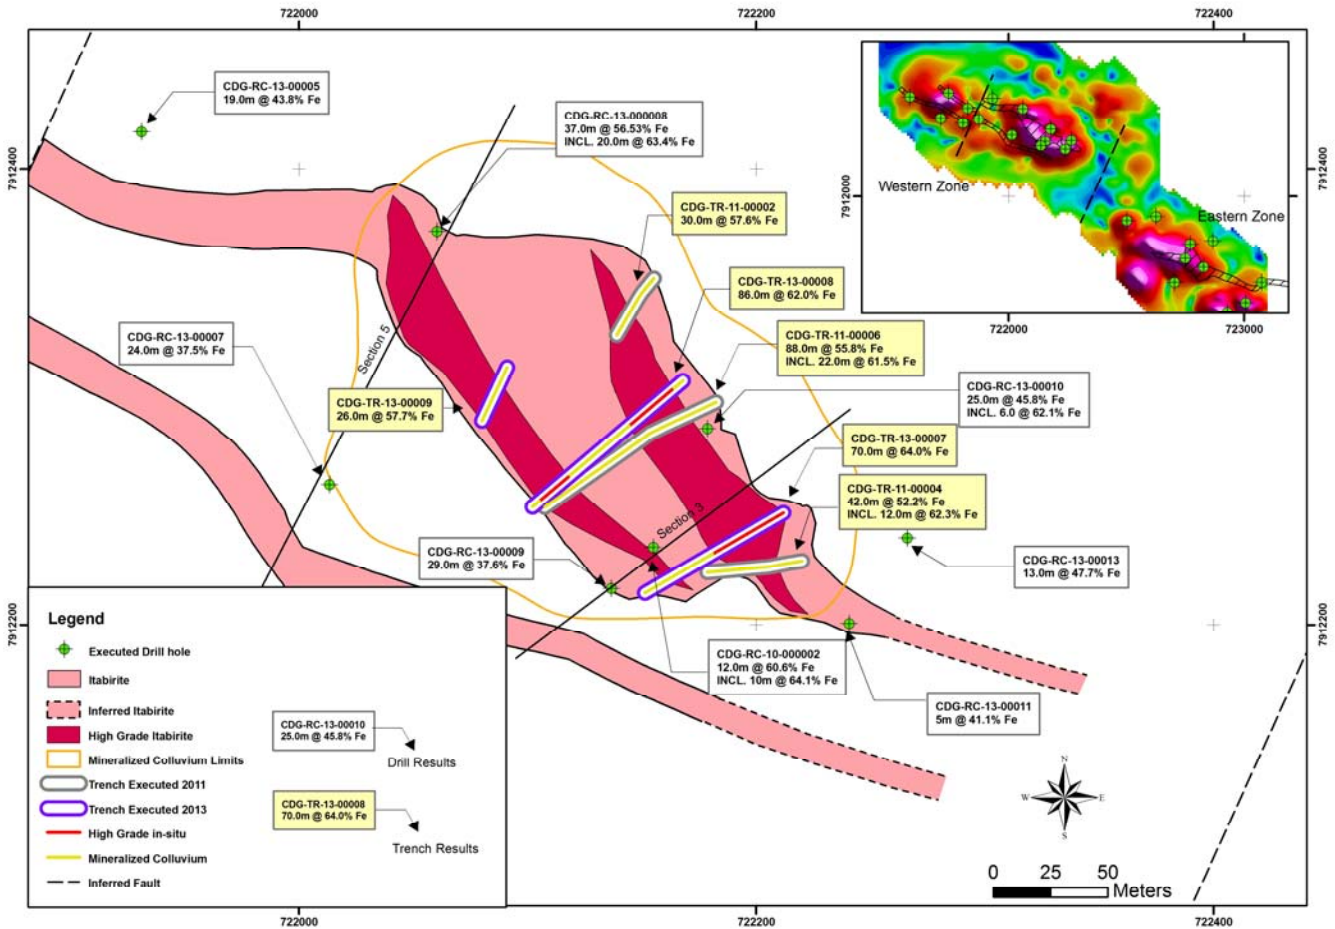 722000
722200
722400
7912400
7912200
7912400
7912200
722000
722200
722400
CDG-RC-13-00005
19.0m @ 43.8% Fe
CDG-RC-13-000008
37.0m @ 56.53% Fe
INCL. 20.0m @ 63.4% Fe
CDG-TR-11-00002
30.0m @ 57.6% Fe
CDG-TR-13-00008
86.0m @ 62.0% Fe
CDG-TR-11-00006
88.0m @ 55.8% Fe
INCL. 22.0m @ 61.5% Fe
CDG-RC-13-00007
24.0m @ 37.5% Fe
Section 5
CDG-TR-13-00009
26.0m @ 57.7% Fe
CDG-RC-13-00010
25.0m @ 45.8% Fe
INCL. 6.0 @ 62.1% Fe
CDG-TR-13-00007
70.0m @ 64.0% Fe
CDG-TR-11-00004
42.0m @ 52.2% Fe
INCL. 12.0m @ 62.3% Fe
Section 3
CDG-RC-13-00009
29.0m @ 37.6% Fe
CDG-RC-13-00013
13.0m @ 47.7% Fe
CDG-RC-10-000002
12.0m @ 60.6% Fe
INCL. 10m @ 64.1% Fe
CDG-RC-13-00011
5m @ 41.1% Fe
Western Zone
Eastern Zone
7912000
722000
723000
Legend
Executed Drill hole
Itabirite
Inferred Itabirite
High Grade Itabirite
Mineralized Colluvium Limits
Trench Executed 2011
Trench Executed 2013
High Grade in-situ
Mineralized Colluvium
Inferred Fault
CDG-RC-13-00010
25.0m @ 45.8% Fe
Drill Results
CDG-TR-13-00008
70.0m @ 64.0% Fe
Trench Results
N
W
E
S
0 25 50
Meters